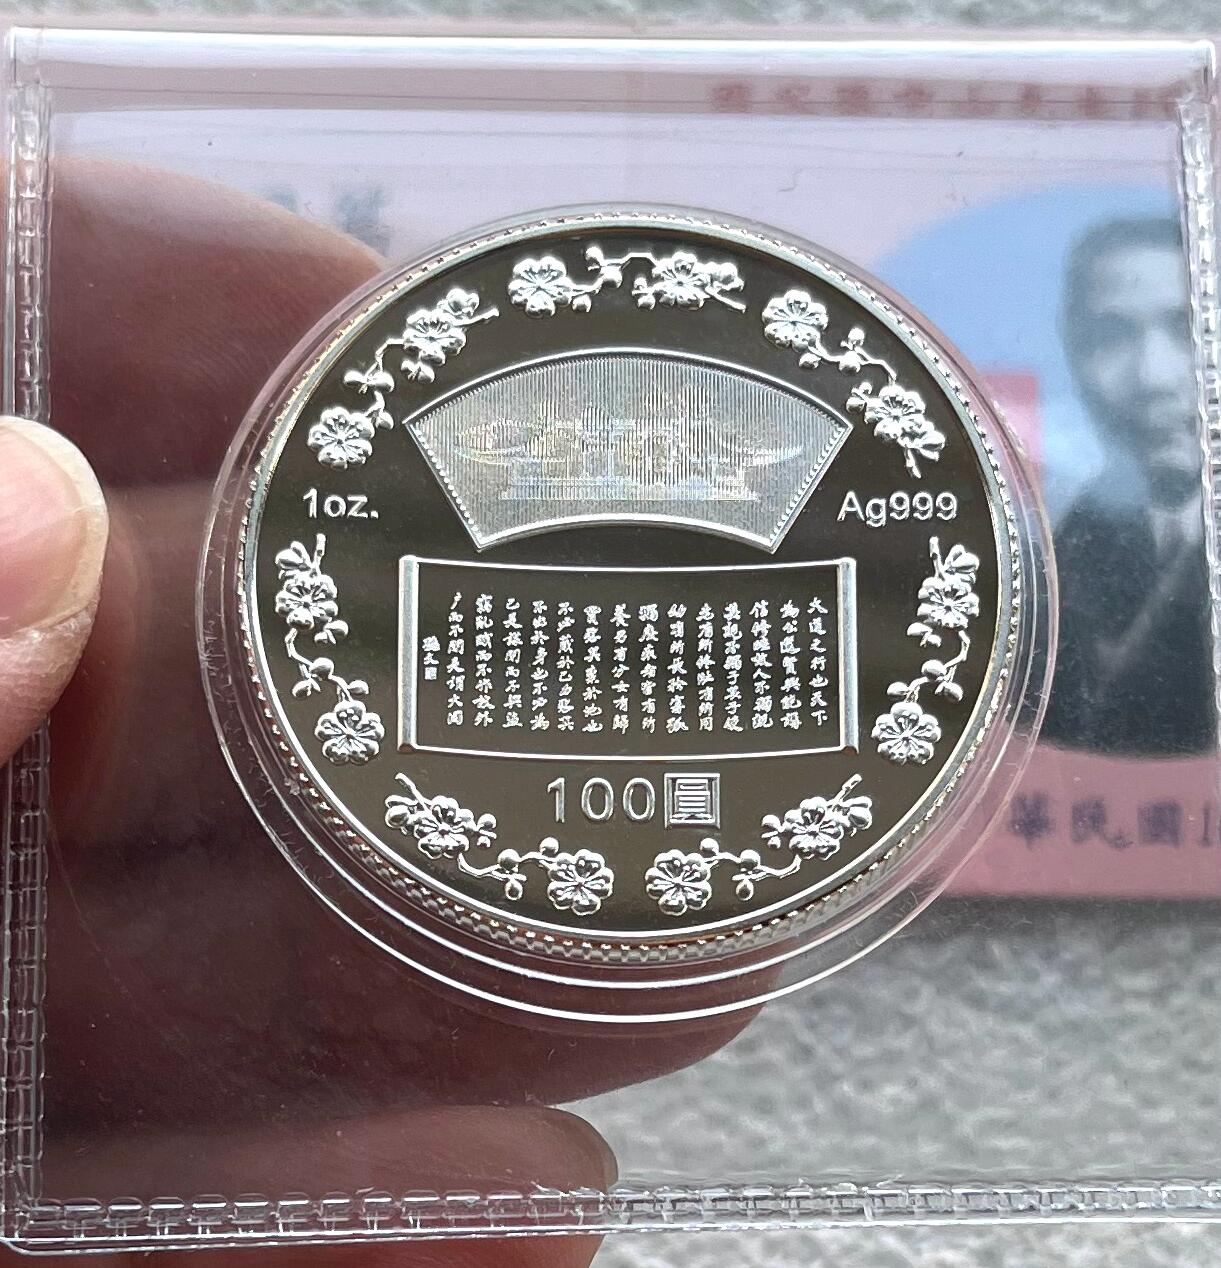 1oz.
Ag999
大道之行也天下
為公選賢與能講
信修睦故人不獨親
其親不獨子其子使
老有所終壯有所用
幼有所長矜寡孤
獨廢疾者皆有所
養男有分女有歸
貨惡其棄於地也
不必藏於己力惡其
不出於身也不必為
己是謀閉而不興盜
竊亂賊而不作故外
户而不閉是謂大同
孫文
100圓
華民國1